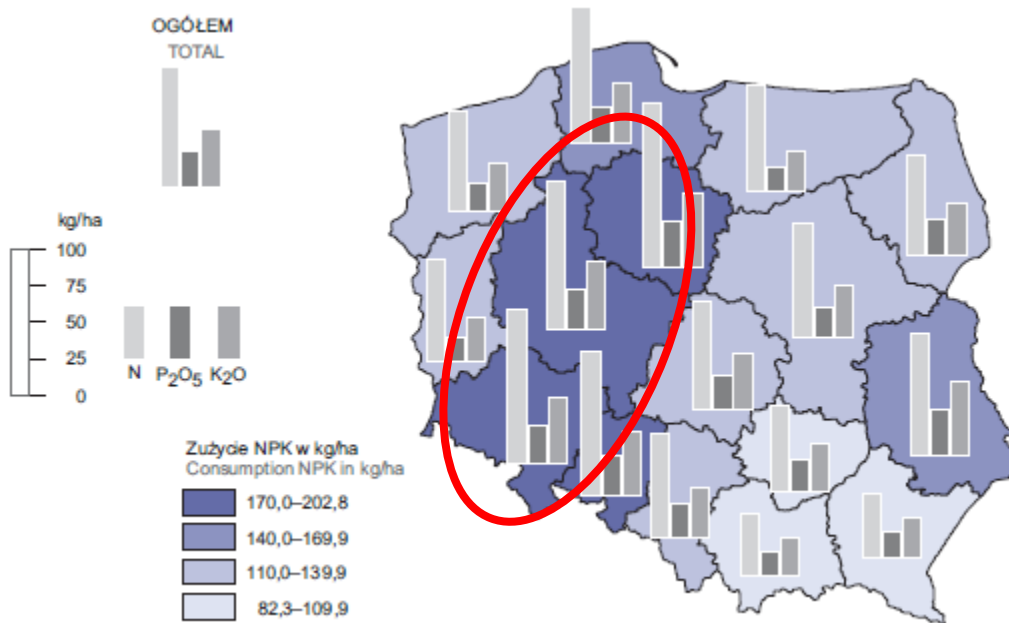 OGÓŁEM
TOTAL
kg/ha
100
75
50
25
0
N P₂O₅ K₂O
Zużycie NPK w kg/ha
Consumption NPK in kg/ha
170,0–202,8
140,0–169,9
110,0–139,9
82,3–109,9